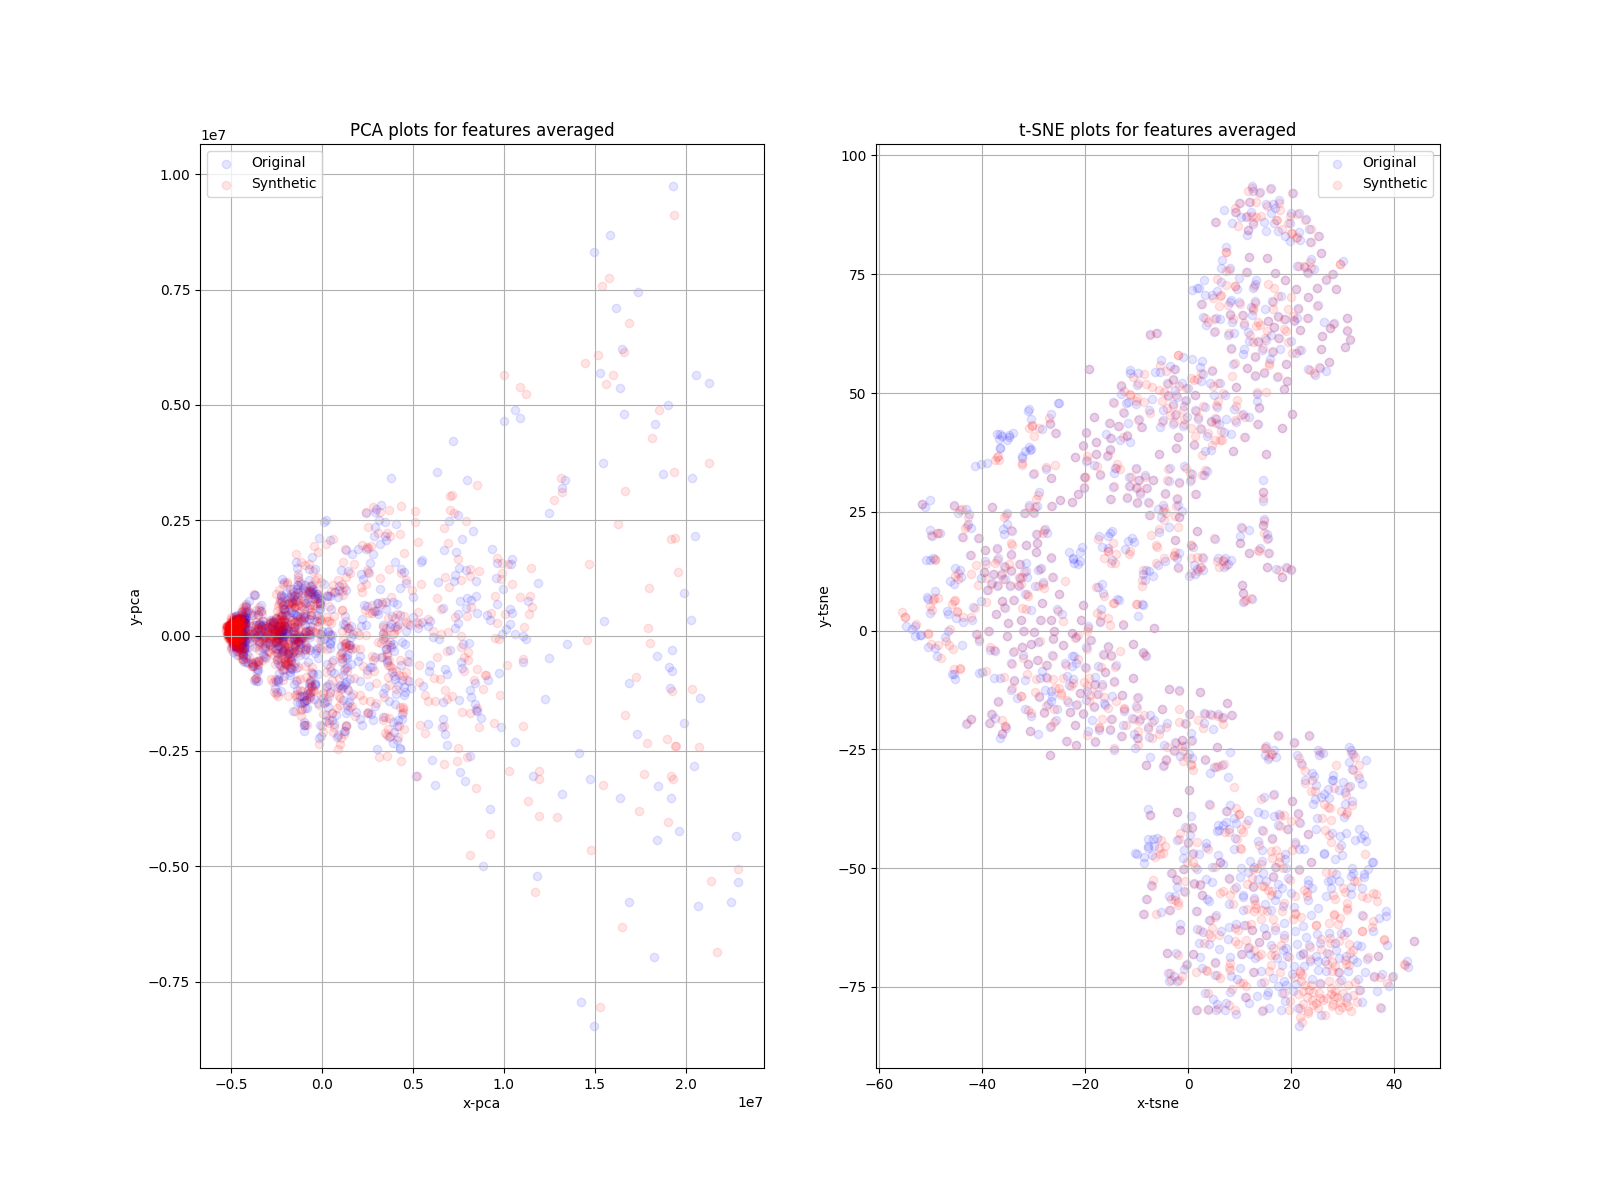 PCA plots for features averaged
1e7
Original
Synthetic
1.00
0.75
0.50
0.25
0.00
−0.25
−0.50
−0.75
y-pca
−0.5 0.0 0.5 1.0 1.5 2.0
x-pca
1e7
t-SNE plots for features averaged
Original
Synthetic
100
75
50
25
0
−25
−50
−75
y-tsne
−60 −40 −20 0 20 40
x-tsne